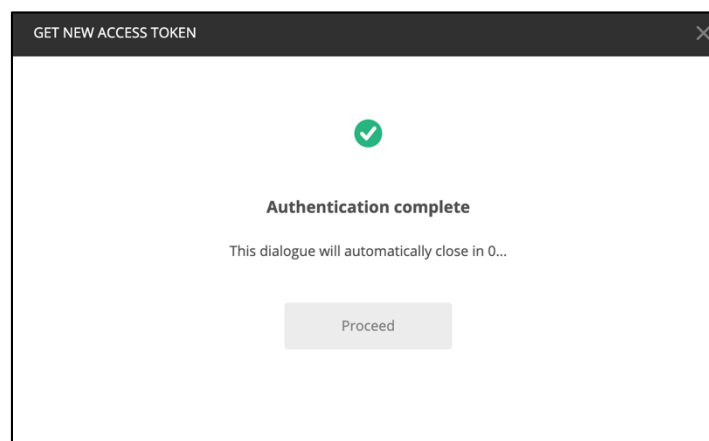 GET NEW ACCESS TOKEN
Authentication complete
This dialogue will automatically close in 0...
Proceed